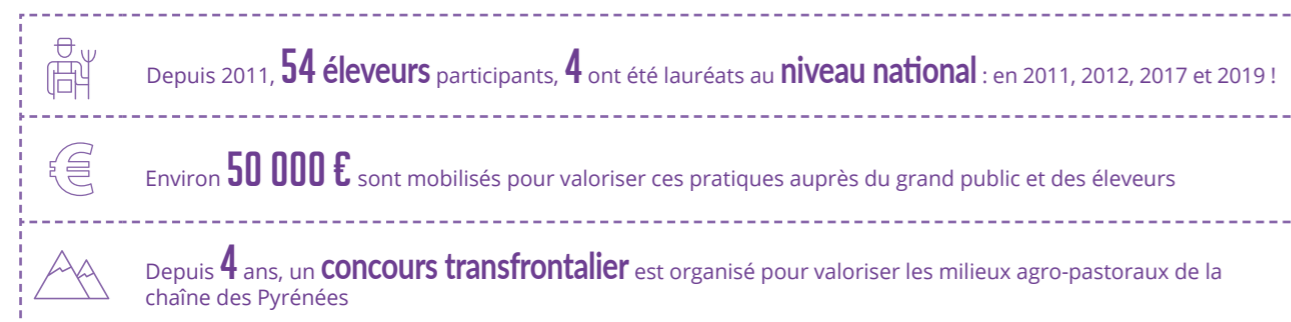 Depuis 2011, 54 éleveurs participants, 4 ont été lauréats au niveau national : en 2011, 2012, 2017 et 2019 !
Environ 50 000 € sont mobilisés pour valoriser ces pratiques auprès du grand public et des éleveurs
Depuis 4 ans, un concours transfrontalier est organisé pour valoriser les milieux agro-pastoraux de la
chaîne des Pyrénées